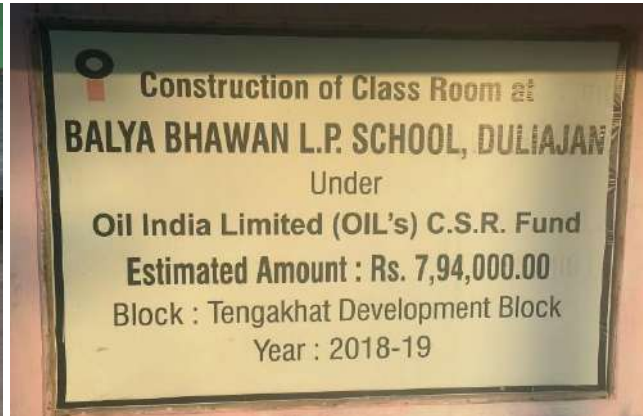 Construction of Class Room at
BALYA BHAWAN L.P. SCHOOL, DULIAJAN
Under
Oil India Limited (OIL's) C.S.R. Fund
Estimated Amount : Rs. 7,94,000.00
Block : Tengakhat Development Block
Year : 2018-19